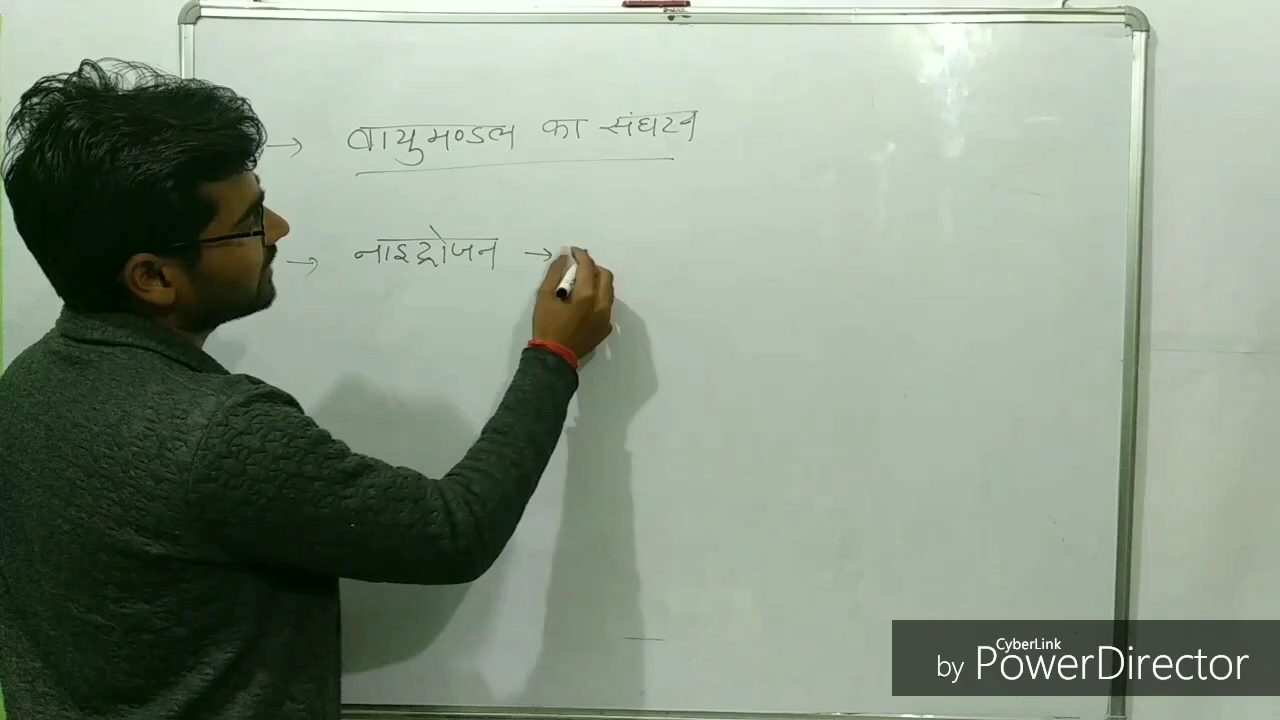 → वायुमण्डल का संघटन
→ नाइट्रोजन →
CyberLink
by PowerDirector